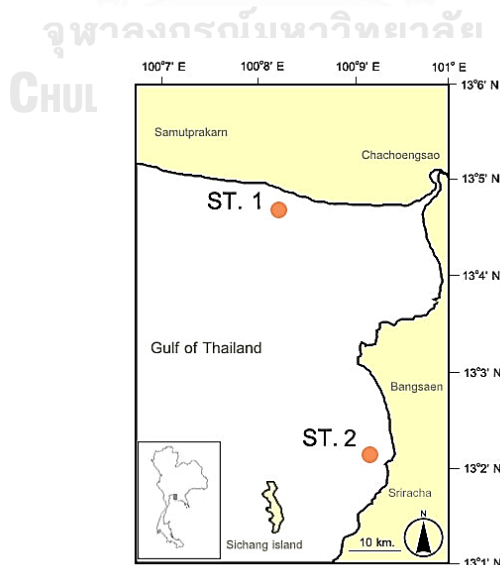 จุฬาลงกรณ์มหาวิทยาลัย
CHUL
100°7' E 100°8' E 100°9' E 101° E
13°6' N
Samutprakarn
Chachoengsao
13°5' N
ST. 1
13°4' N
Gulf of Thailand
13°3' N
Bangsaen
ST. 2
13°2' N
Sriracha
N
Sichang island
10 km.
13°1' N